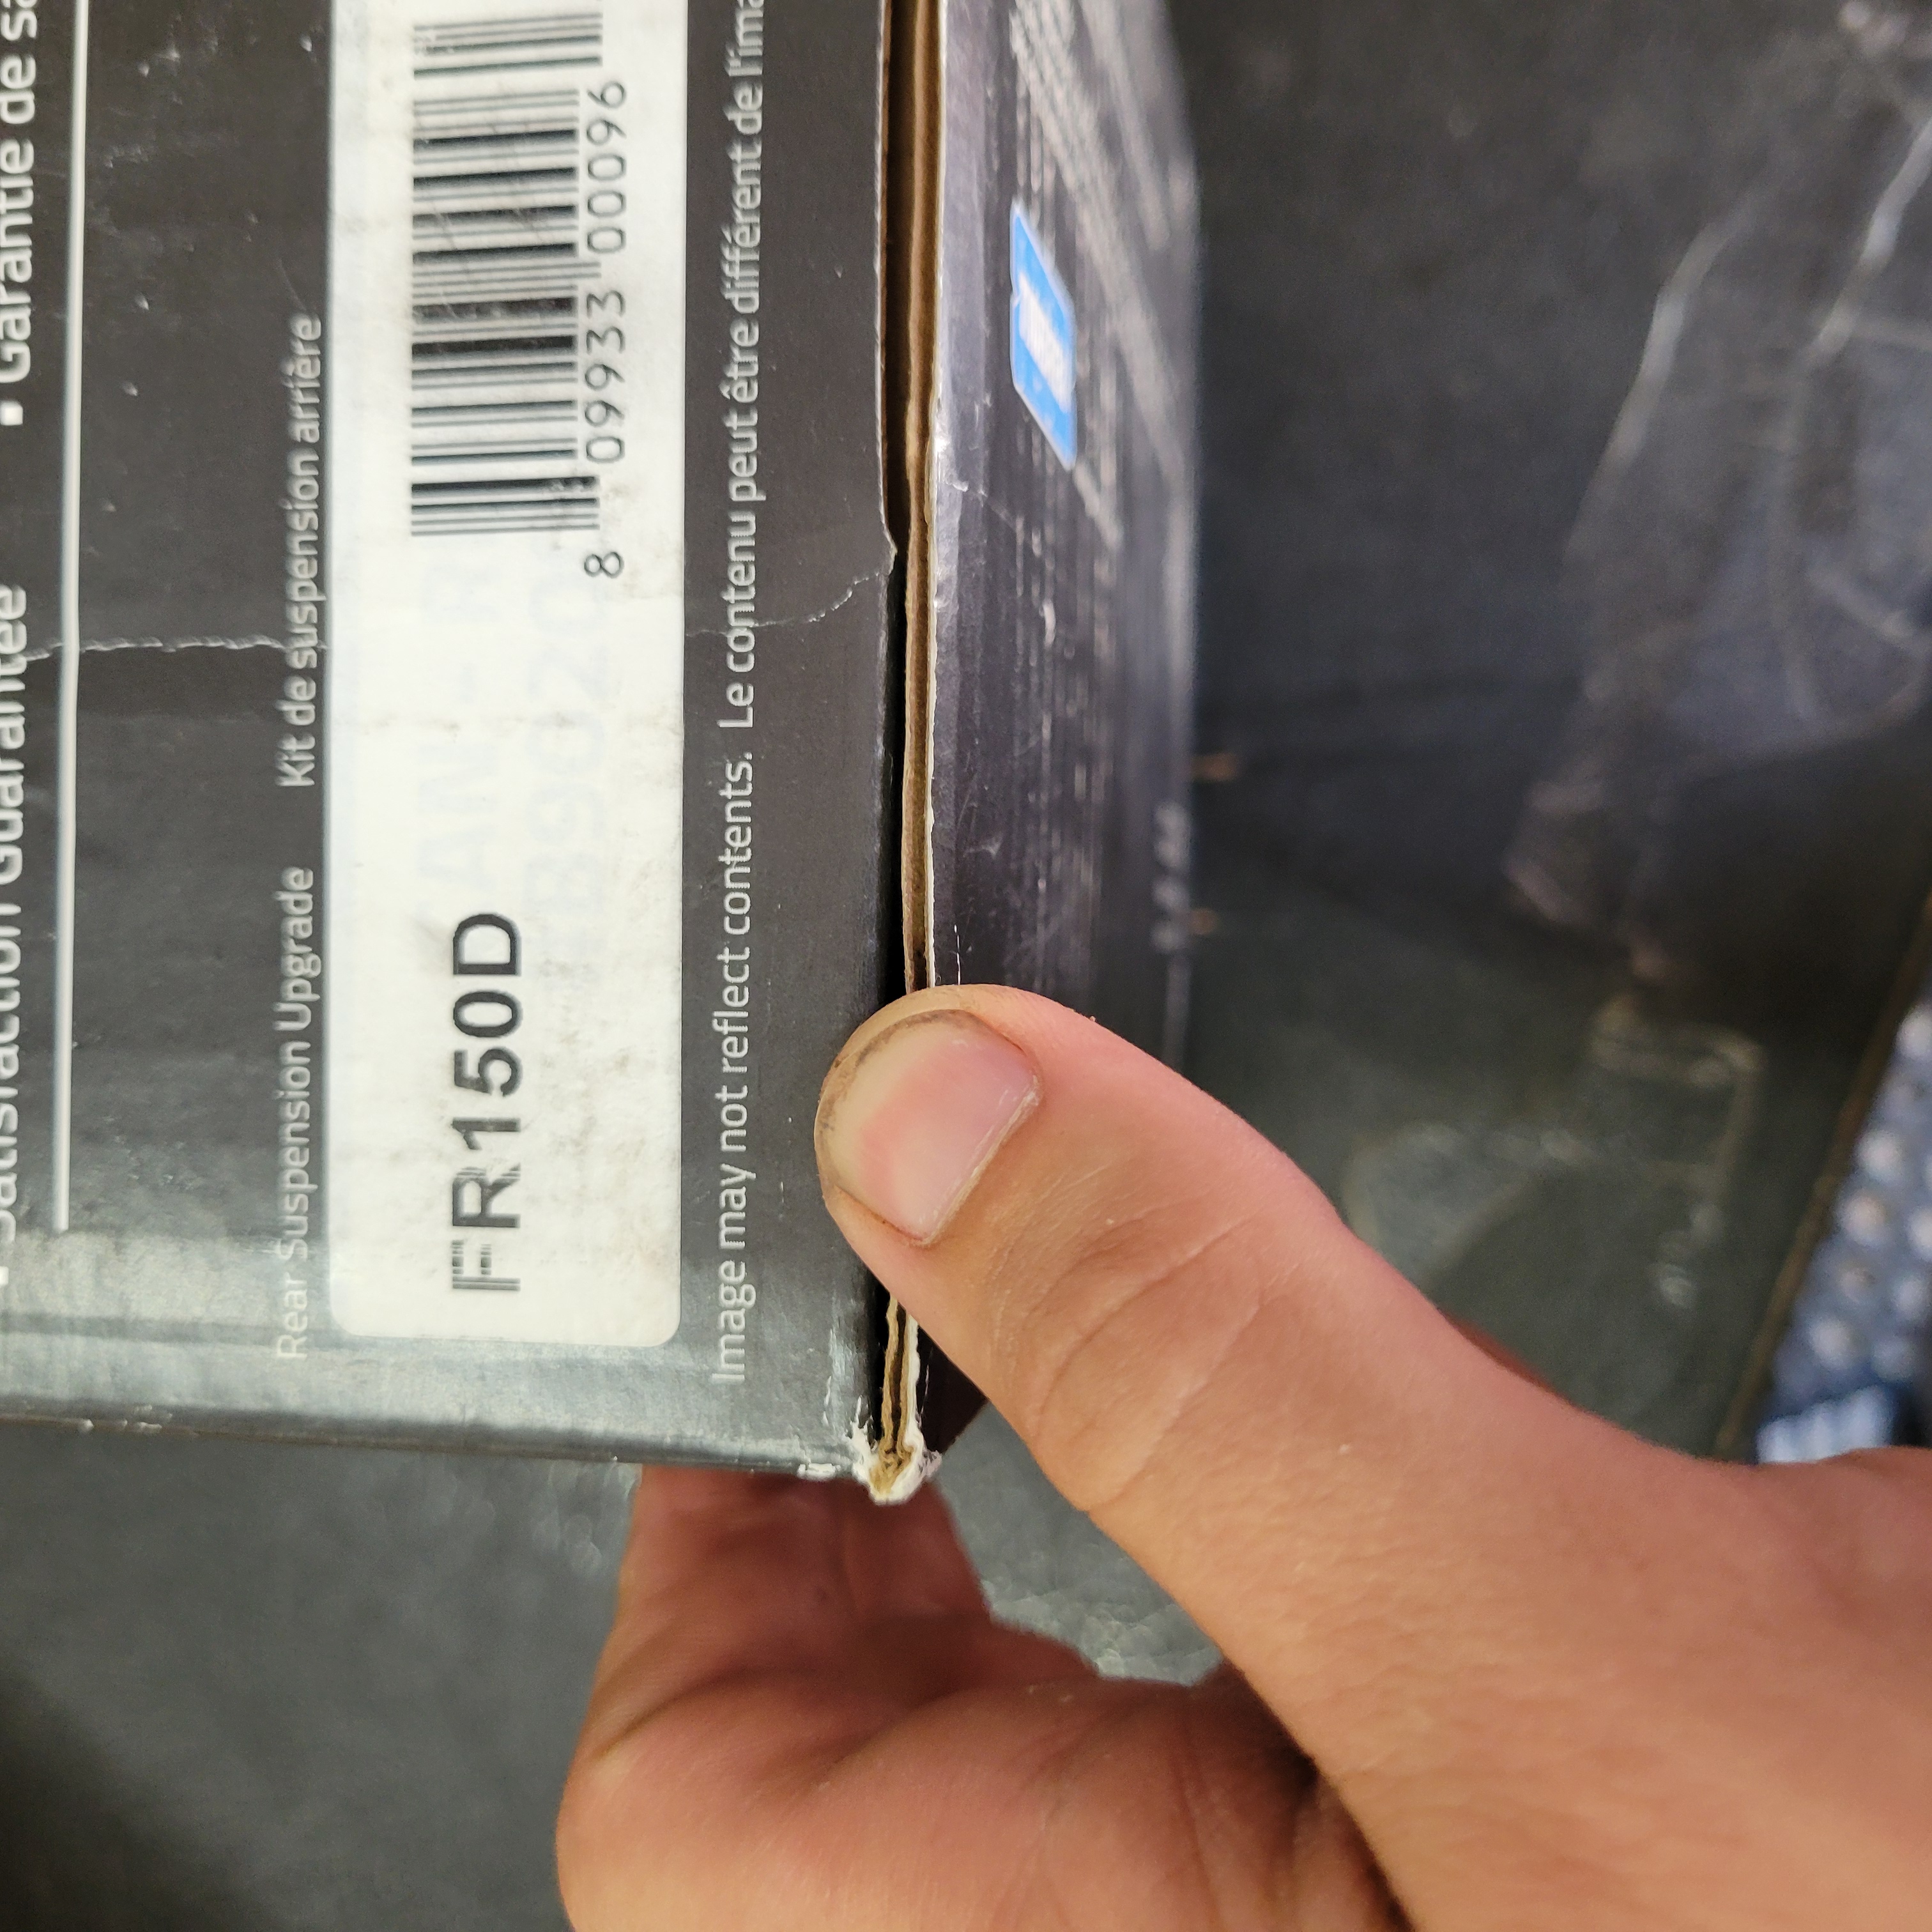 • Garantie de sa
Satisfaction Guarantee
Rear Suspension Upgrade Kit de suspension arrière
FR150D
8 09933 00096
Image may not reflect contents. Le contenu peut être différent de l'ima